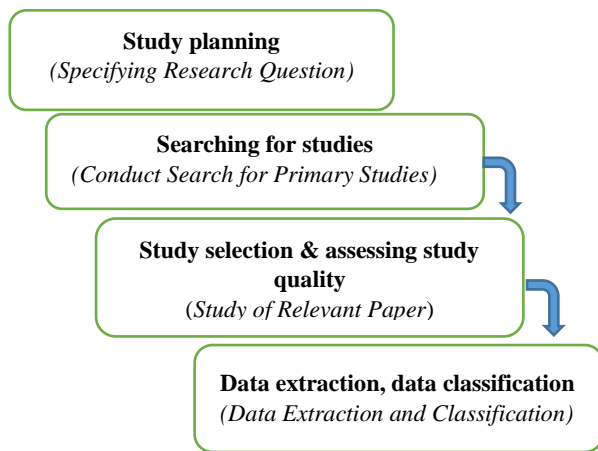 Study planning
(Specifying Research Question)
Searching for studies
(Conduct Search for Primary Studies)
Study selection & assessing study
quality
(Study of Relevant Paper)
Data extraction, data classification
(Data Extraction and Classification)